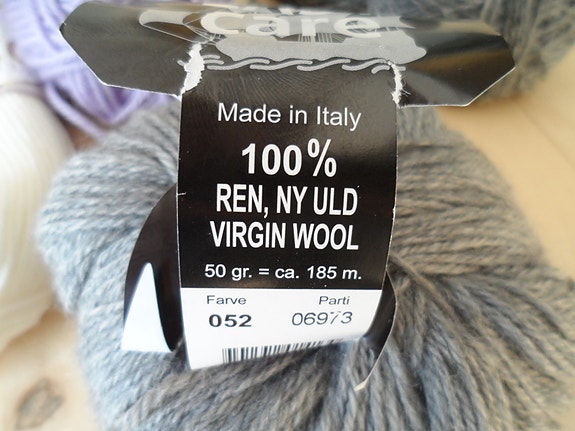 care
Made in Italy
100%
REN, NY ULD
VIRGIN WOOL
50 gr. = ca. 185 m.
Farve Parti
052 06973